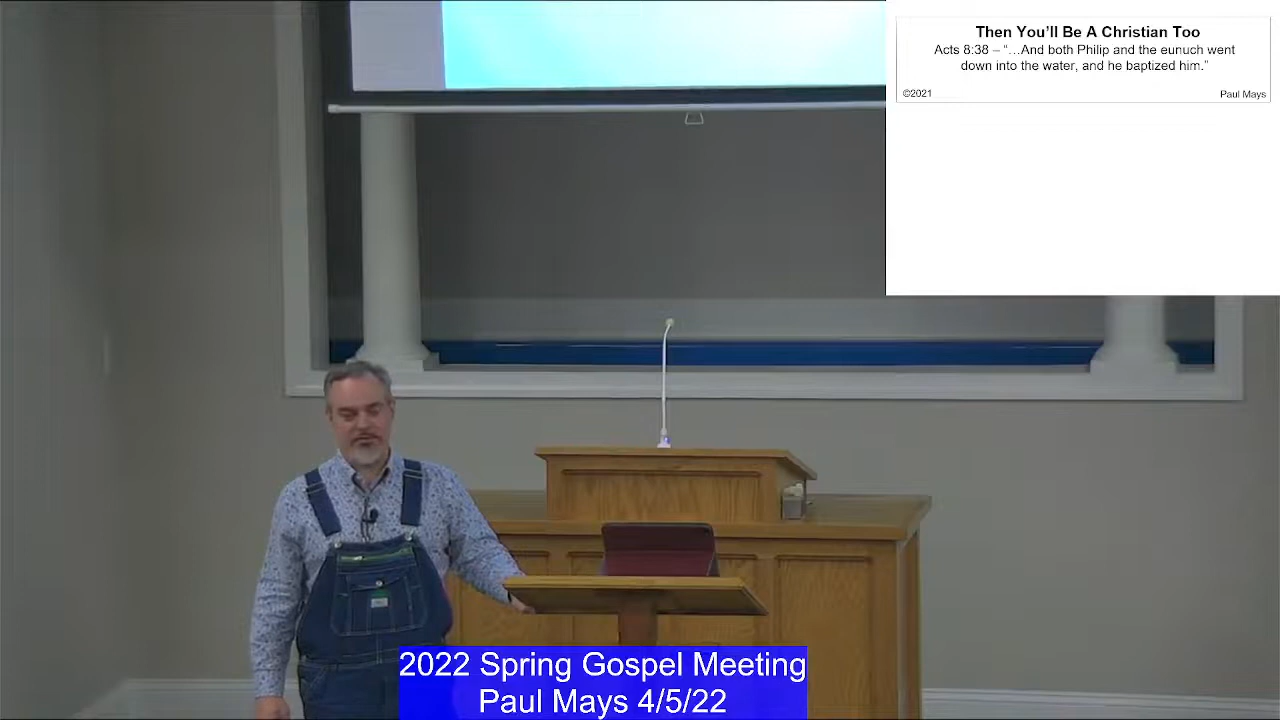 Then You'll Be A Christian Too
Acts 8:38 – “…And both Philip and the eunuch went
down into the water, and he baptized him.”
©2021 Paul Mays
2022 Spring Gospel Meeting
Paul Mays 4/5/22